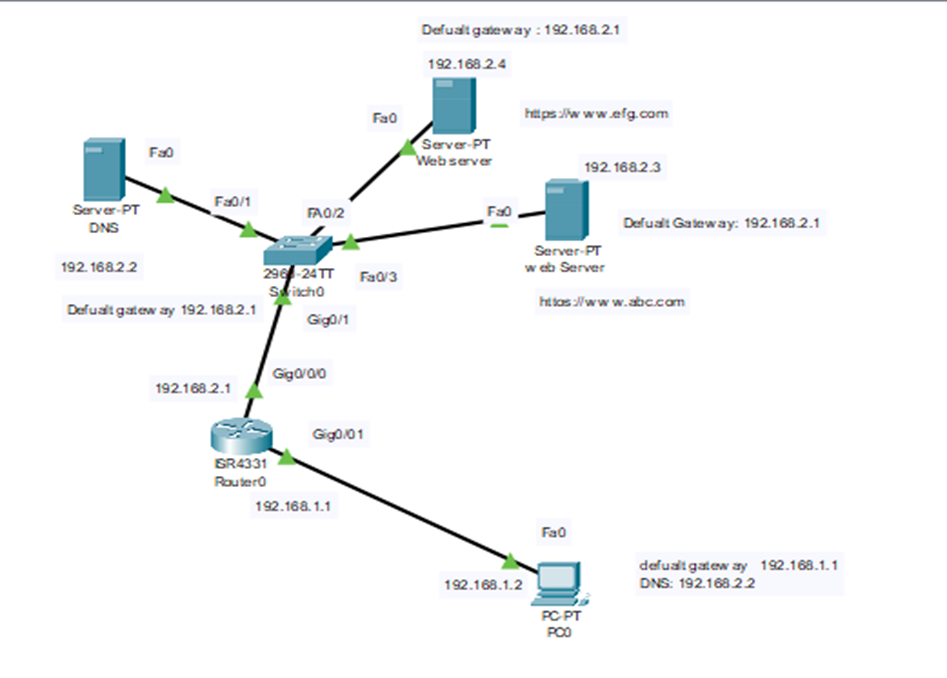 Defualt gateway : 192.168.2.1
192.168.2.4
Fa0
https://www.efg.com
Server-PT
Web server
Fa0
192.168.2.3
Fa0/1
FA0/2
Fa0
Server-PT
DNS
Defualt Gateway: 192.168.2.1
Server-PT
web Server
192.168.2.2
2960-24TT
Switch0
Fa0/3
https://www.abc.com
Defualt gateway 192.168.2.1
Gig0/1
Gig0/0/0
192.168.2.1
Gig0/01
ISR4331
Router0
192.168.1.1
Fa0
192.168.1.2
defualt gateway 192.168.1.1
DNS: 192.168.2.2
PC-PT
PC0